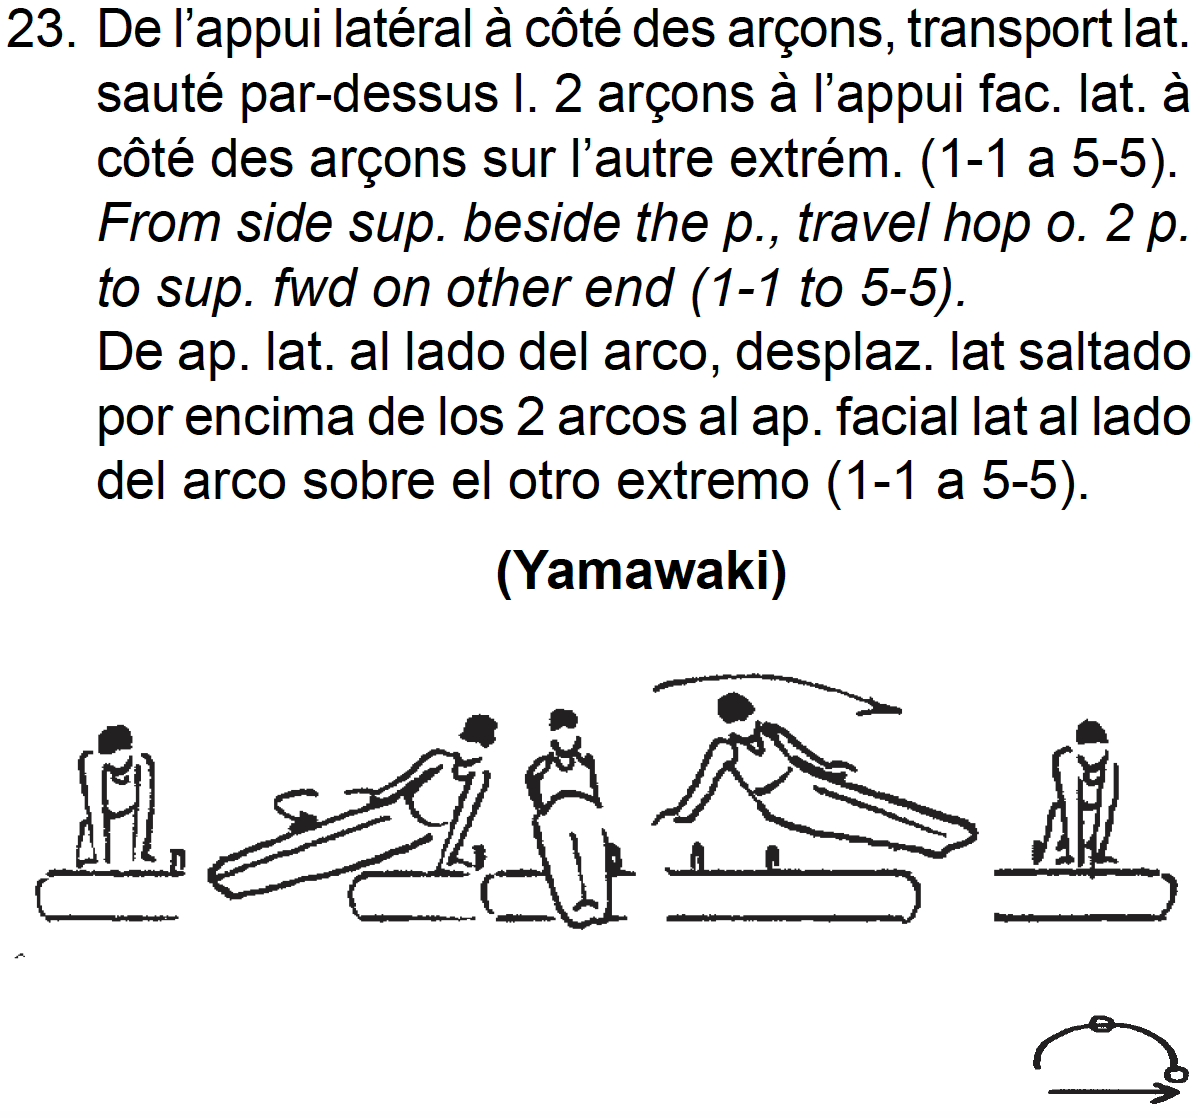 23. De l’appui latéral à côté des arçons, transport lat.
sauté par-dessus l. 2 arçons à l’appui fac. lat. à
côté des arçons sur l’autre extrém. (1-1 a 5-5).
From side sup. beside the p., travel hop o. 2 p.
to sup. fwd on other end (1-1 to 5-5).
De ap. lat. al lado del arco, desplaz. lat saltado
por encima de los 2 arcos al ap. facial lat al lado
del arco sobre el otro extremo (1-1 a 5-5).
(Yamawaki)